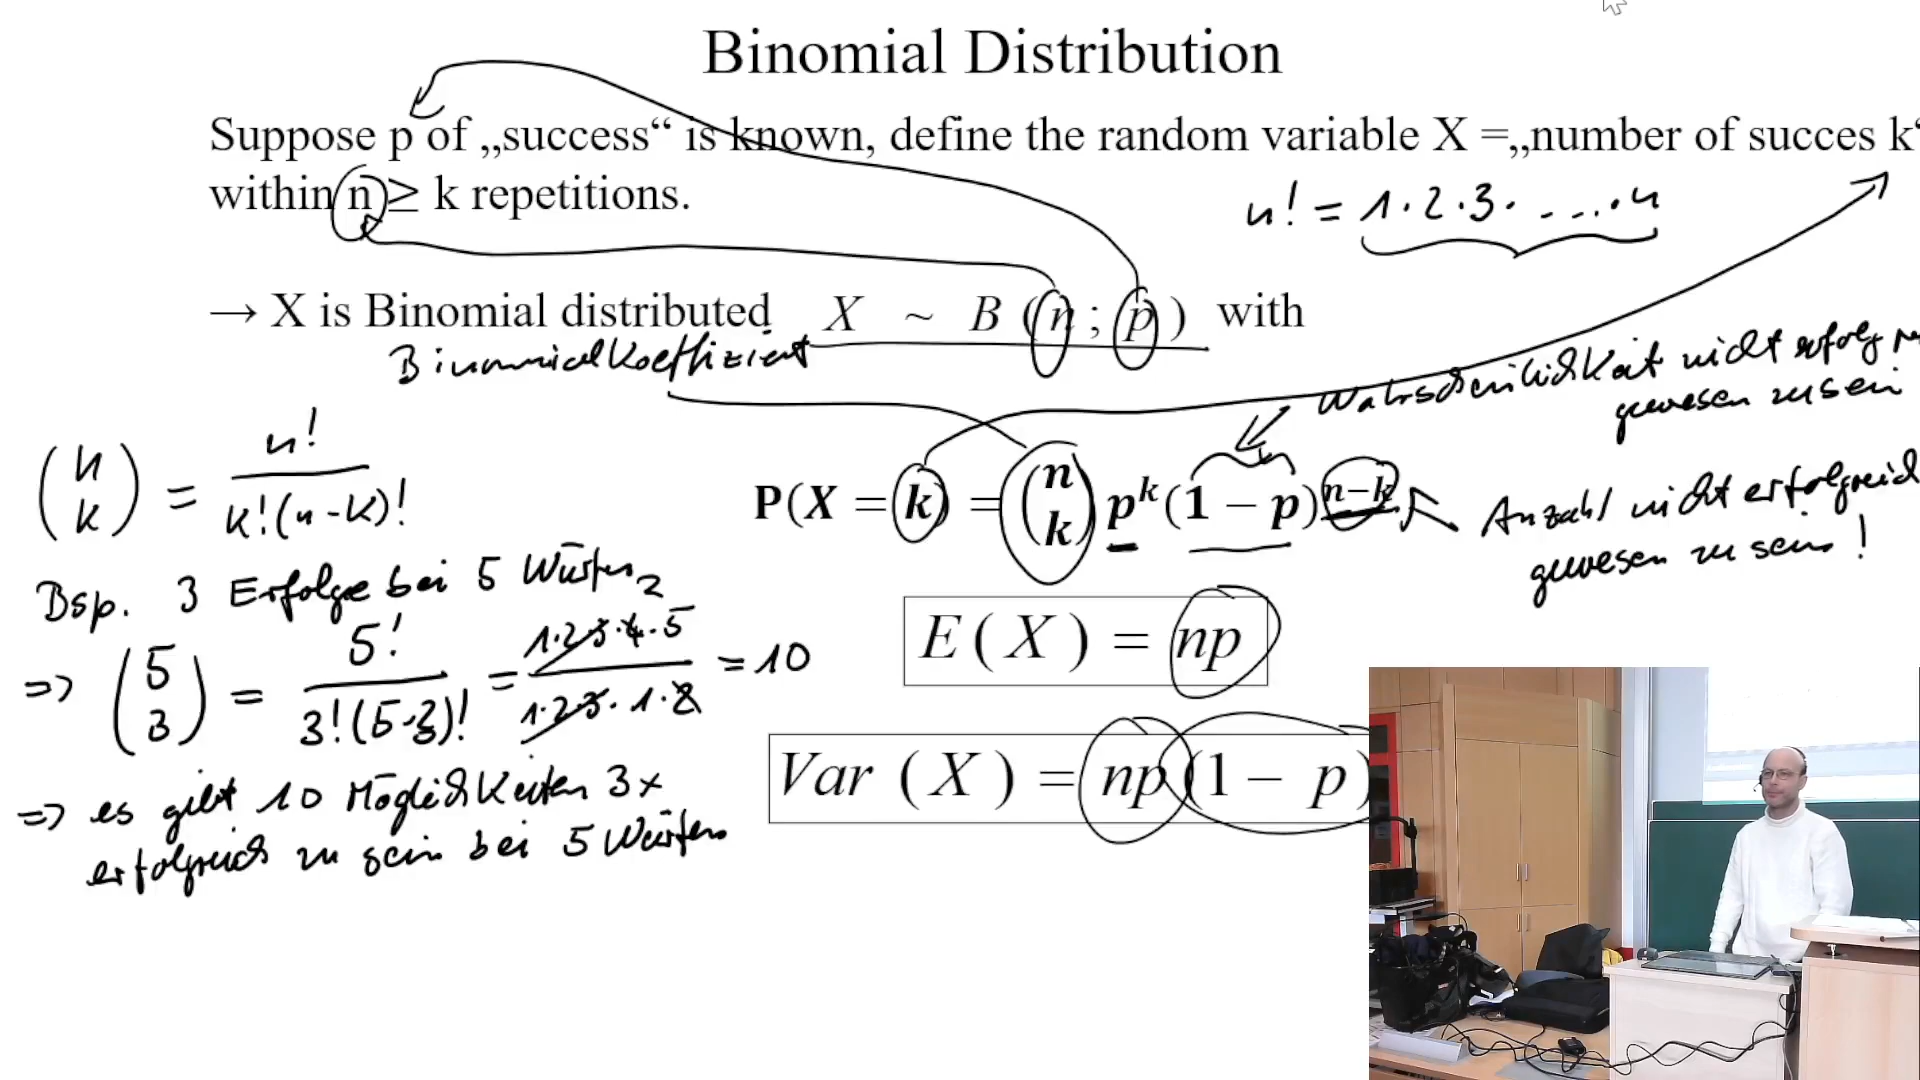 Binomial Distribution
Suppose p of „success“ is known, define the random variable X =„number of succes k“
within n ≥ k repetitions.
n! = 1·2·3· ....·n
→ X is Binomial distributed X ~ B (n ; p) with
Binomialkoeffizient
Wahrscheinlichkeit nicht erfolgre
gewesen zu sein
(n k) = n! / k!(n-k)!
P(X = k) = (n k) p^k (1 − p)^n−k
Anzahl nicht erfolgreich
gewesen zu sein !
Bsp. 3 Erfolge bei 5 Würfen
=> (5 3) = 5! / 3!(5-3)! = 1·2·3·4·5 / 1·2·3·1·2 = 10
2
E ( X ) = np
Var ( X ) = np (1 − p)
=> es gibt 10 Möglichkeiten 3x
erfolgreich zu sein bei 5 Würfen